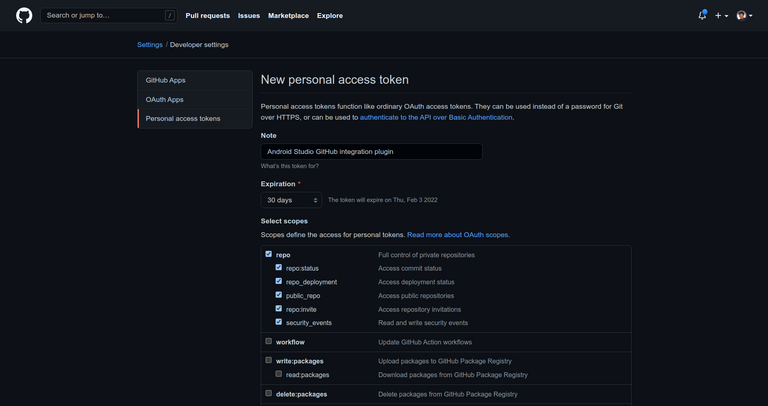 Search or jump to…
/
Pull requests
Issues
Marketplace
Explore
Settings / Developer settings
GitHub Apps
OAuth Apps
Personal access tokens
New personal access token
Personal access tokens function like ordinary OAuth access tokens. They can be used instead of a password for Git
over HTTPS, or can be used to authenticate to the API over Basic Authentication.
Note
Android Studio GitHub integration plugin
What's this token for?
Expiration *
30 days
The token will expire on Thu, Feb 3 2022
Select scopes
Scopes define the access for personal tokens. Read more about OAuth scopes.
repo Full control of private repositories
repo:status Access commit status
repo_deployment Access deployment status
public_repo Access public repositories
repo:invite Access repository invitations
security_events Read and write security events
workflow Update GitHub Action workflows
write:packages Upload packages to GitHub Package Registry
read:packages Download packages from GitHub Package Registry
delete:packages Delete packages from GitHub Package Registry